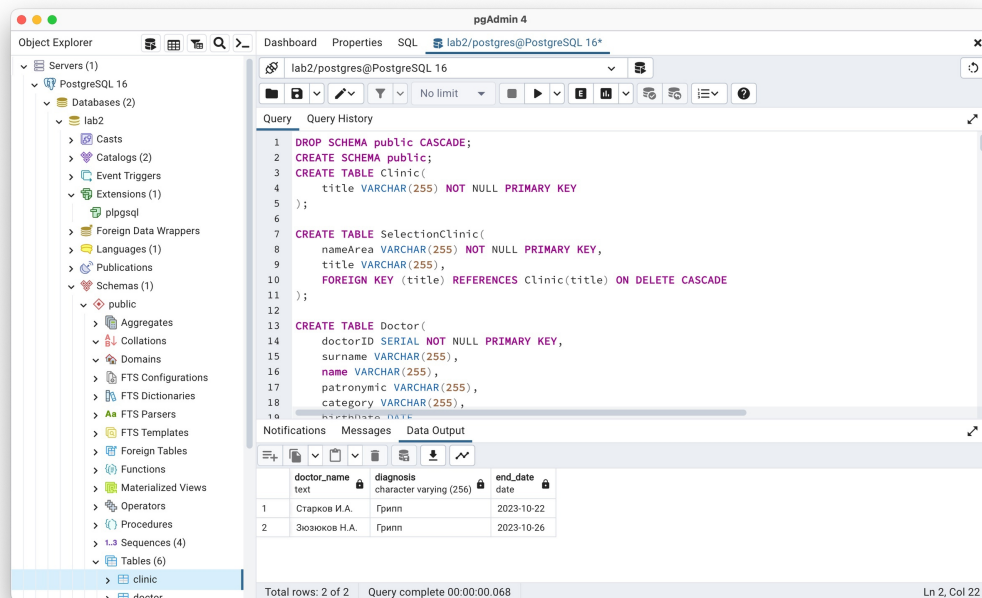 pgAdmin 4
Object Explorer
Servers (1)
PostgreSQL 16
Databases (2)
lab2
Casts
Catalogs (2)
Event Triggers
Extensions (1)
plpgsql
Foreign Data Wrappers
Languages (1)
Publications
Schemas (1)
public
Aggregates
Collations
Domains
FTS Configurations
FTS Dictionaries
Aa FTS Parsers
FTS Templates
Foreign Tables
Functions
Materialized Views
Operators
Procedures
1..3 Sequences (4)
Tables (6)
clinic
doctor
Dashboard Properties SQL lab2/postgres@PostgreSQL 16*
lab2/postgres@PostgreSQL 16
No limit
Query Query History
1 DROP SCHEMA public CASCADE;
2 CREATE SCHEMA public;
3 CREATE TABLE Clinic(
4 title VARCHAR(255) NOT NULL PRIMARY KEY
5 );
6
7 CREATE TABLE SelectionClinic(
8 nameArea VARCHAR(255) NOT NULL PRIMARY KEY,
9 title VARCHAR(255),
10 FOREIGN KEY (title) REFERENCES Clinic(title) ON DELETE CASCADE
11 );
12
13 CREATE TABLE Doctor(
14 doctorID SERIAL NOT NULL PRIMARY KEY,
15 surname VARCHAR(255),
16 name VARCHAR(255),
17 patronymic VARCHAR(255),
18 category VARCHAR(255),
19 birthDate DATE
Notifications Messages Data Output
doctor_name diagnosis end_date
text character varying (256) date
1 Старков И.А. Грипп 2023-10-22
2 Зюзюков Н.А. Грипп 2023-10-26
Total rows: 2 of 2 Query complete 00:00:00.068 Ln 2, Col 22